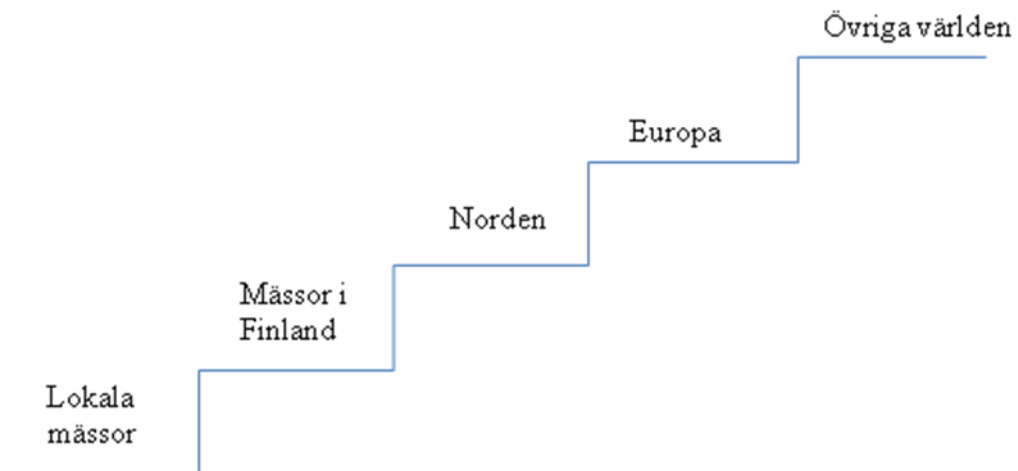 Övriga världen
Europa
Norden
Mässor i
Finland
Lokala
mässor